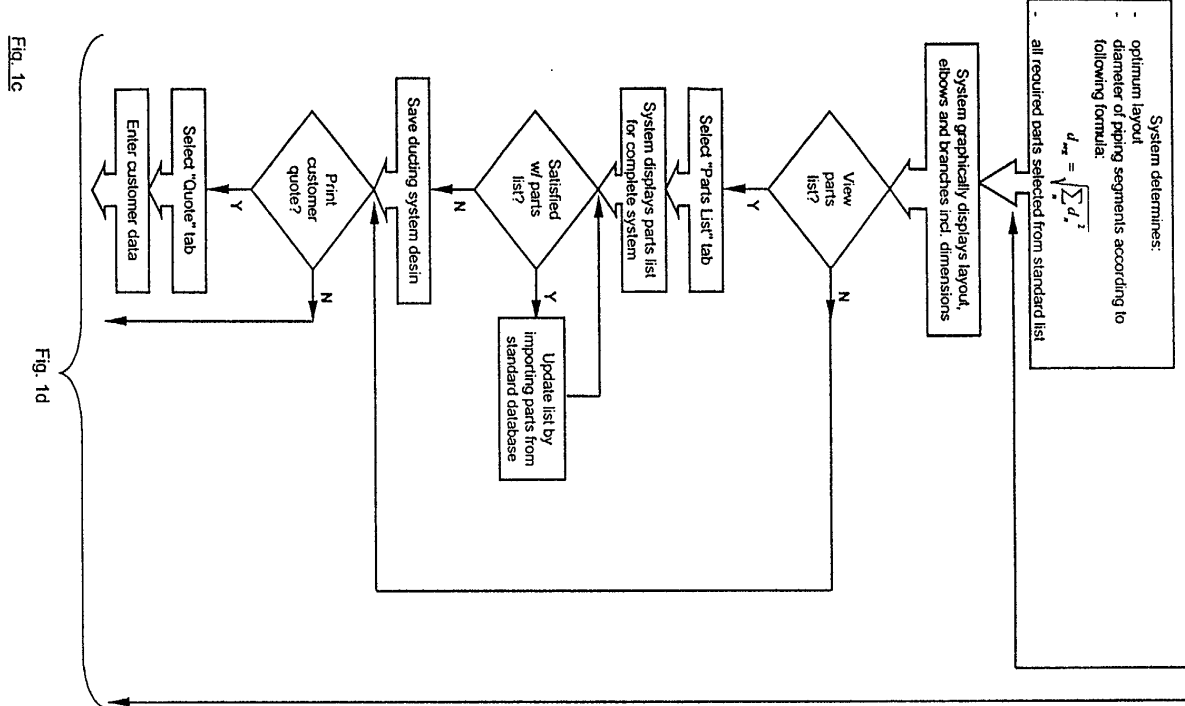 System determines:
- optimum layout
- diameter of piping segments according to
following formula:
d_avg = √∑_n d_n²
- all required parts selected from standard list
System graphically displays layout,
elbows and branches incl. dimensions
View
parts
list?
N
Y
Select "Parts List" tab
System displays parts list
for complete system
Satisfied
w/ parts
list?
Y
Update list by
importing parts from
standard database
N
Save ducting system desin
Print
customer
quote?
N
Y
Select "Quote" tab
Enter customer data
Fig. 1d
Fig. 1c